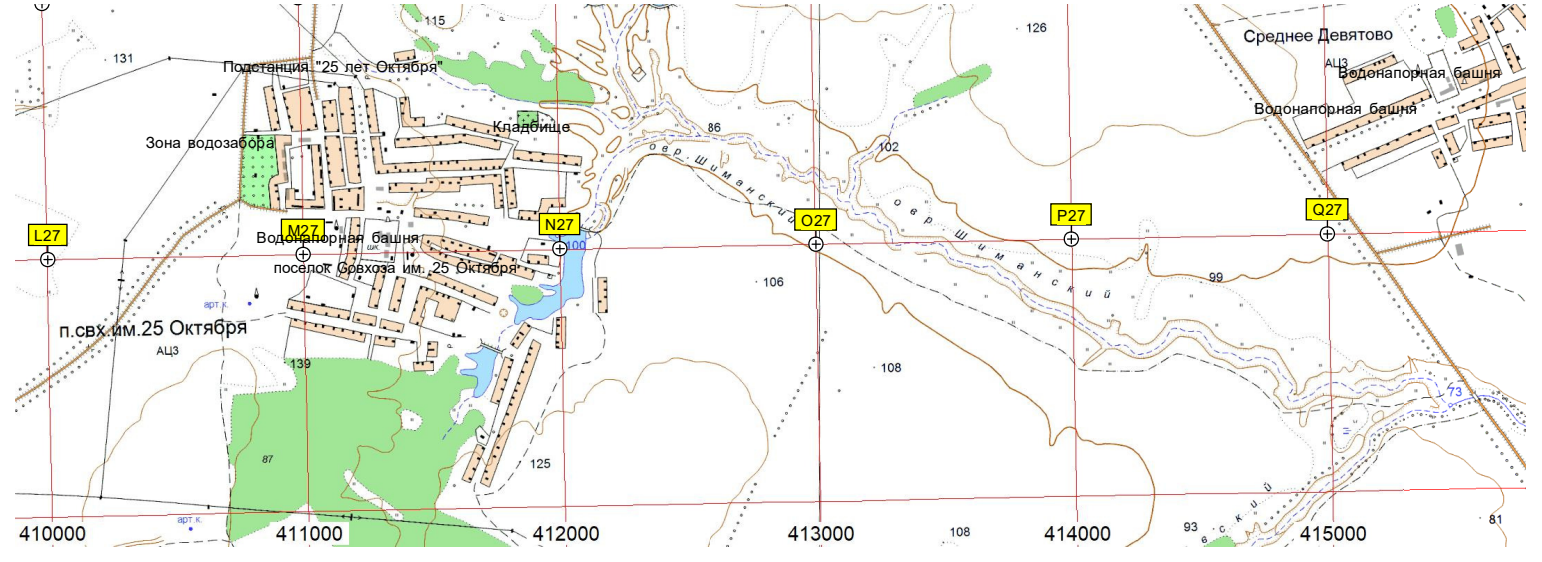 115
126
Среднее Девятово
131
Подстанция "25 лет Октября"
АЦЗ
Водонапорная башня
Водонапорная башня
Кладбище
86
Зона водозабора
102
овр. Шиманский
овр. Шиманский
L27
M27
N27
O27
P27
Q27
Водонапорная башня
шк.
100
поселок Совхоза им. 25 Октября
106
99
арт.к.
п.свх.им.25 Октября
АЦЗ
139
108
73
87
125
ский
арт.к.
108
93
81
410000
411000
412000
413000
414000
415000